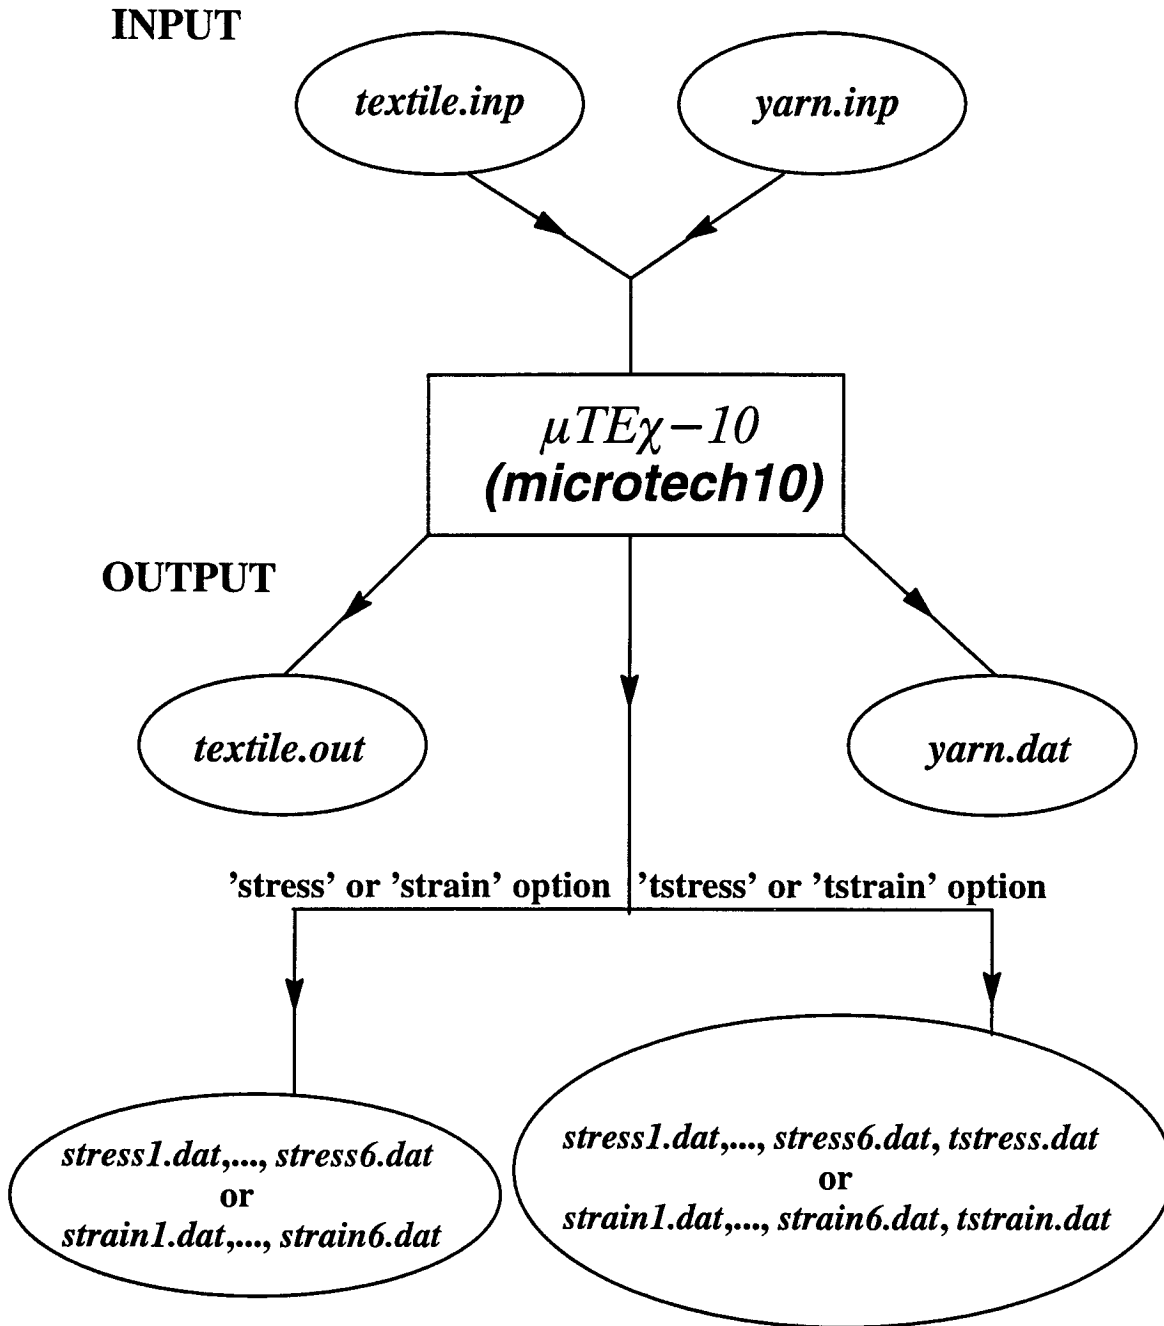 INPUT
textile.inp
yarn.inp
μTEχ−10
(microtech10)
OUTPUT
textile.out
yarn.dat
’stress’ or ’strain’ option
’tstress’ or ’tstrain’ option
stress1.dat,..., stress6.dat
or
strain1.dat,..., strain6.dat
stress1.dat,..., stress6.dat, tstress.dat
or
strain1.dat,..., strain6.dat, tstrain.dat